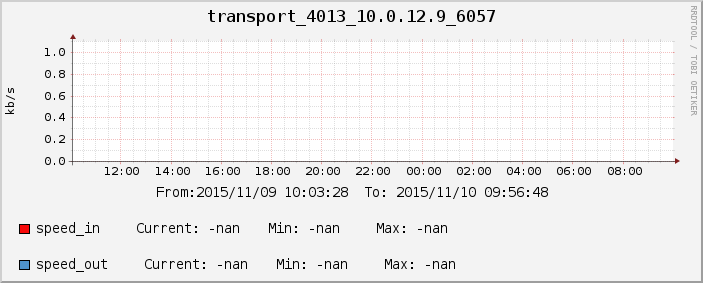 transport_4013_10.0.12.9_6057
RRDTOOL / TOBI OETIKER
kb/s
1.0
0.8
0.6
0.4
0.2
0.0
12:00 14:00 16:00 18:00 20:00 22:00 00:00 02:00 04:00 06:00 08:00
From:2015/11/09 10:03:28 To: 2015/11/10 09:56:48
speed_in Current: -nan Min: -nan Max: -nan
speed_out Current: -nan Min: -nan Max: -nan